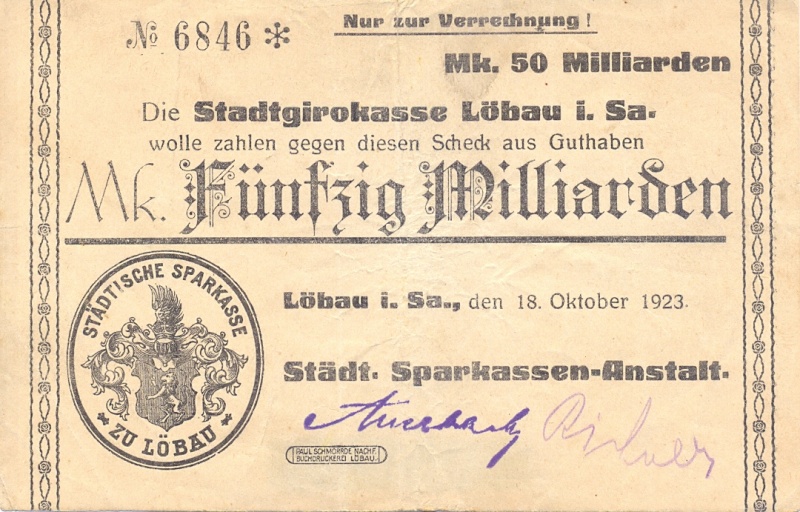 № 6846 *
Nur zur Verrechnung!
Mk. 50 Milliarden
Die Stadtgirokasse Löbau i. Sa.
wolle zahlen gegen diesen Scheck aus Guthaben
Mk. Fünfzig Milliarden
Löbau i. Sa., den 18. Oktober 1923.
Städt. Sparkassen-Anstalt.
STÄDTISCHE SPARKASSE
* ZU LÖBAU *
Auerbach
PAUL SCHMORRDE NACHF.
BUCHDRUCKEREI LÖBAU.